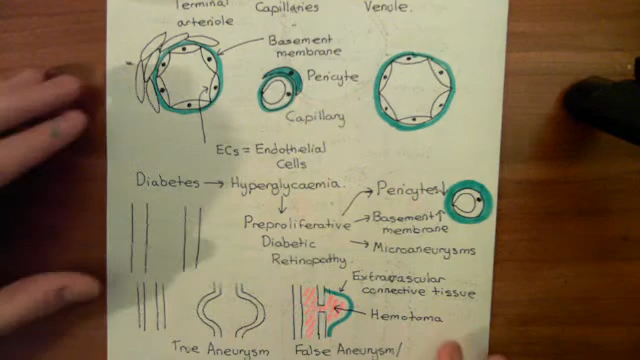 Terminal
arteriole
Capillaries
Venule.
Basement
membrane
Pericyte
Capillary
ECs = Endothelial
Cells
Diabetes → Hyperglycaemia.
Preproliferative
Diabetic
Retinopathy
Pericytes↓
Basement↑
membrane
Microaneurysms
Extravascular
connective tissue
Hemotoma
True Aneurysm
False Aneurysm/